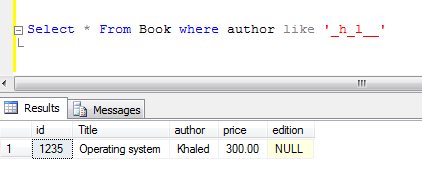 Select * From Book where author like '_h_l__'
Results Messages
id Title author price edition
1 1235 Operating system Khaled 300.00 NULL